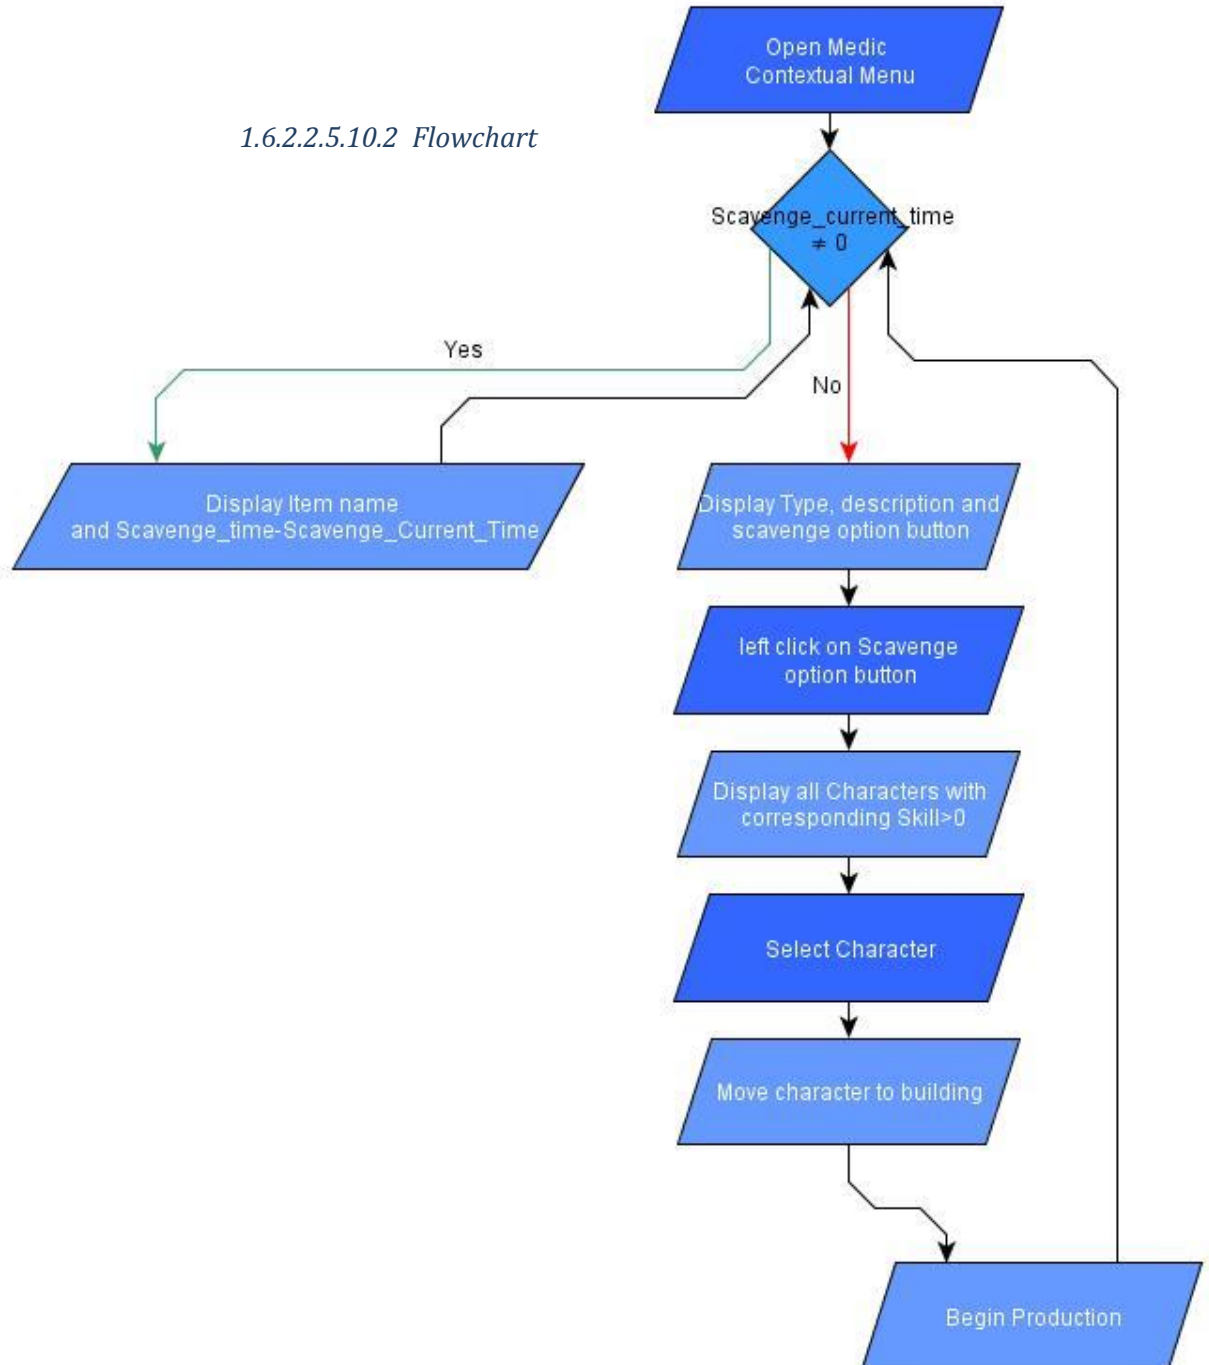 Open Medic
Contextual Menu
1.6.2.2.5.10.2 Flowchart
Scavenge_current_time
≠ 0
Yes
No
Display Item name
and Scavenge_time-Scavenge_Current_Time
Display Type, description and
scavenge option button
left click on Scavenge
option button
Display all Characters with
corresponding Skill>0
Select Character
Move character to building
Begin Production